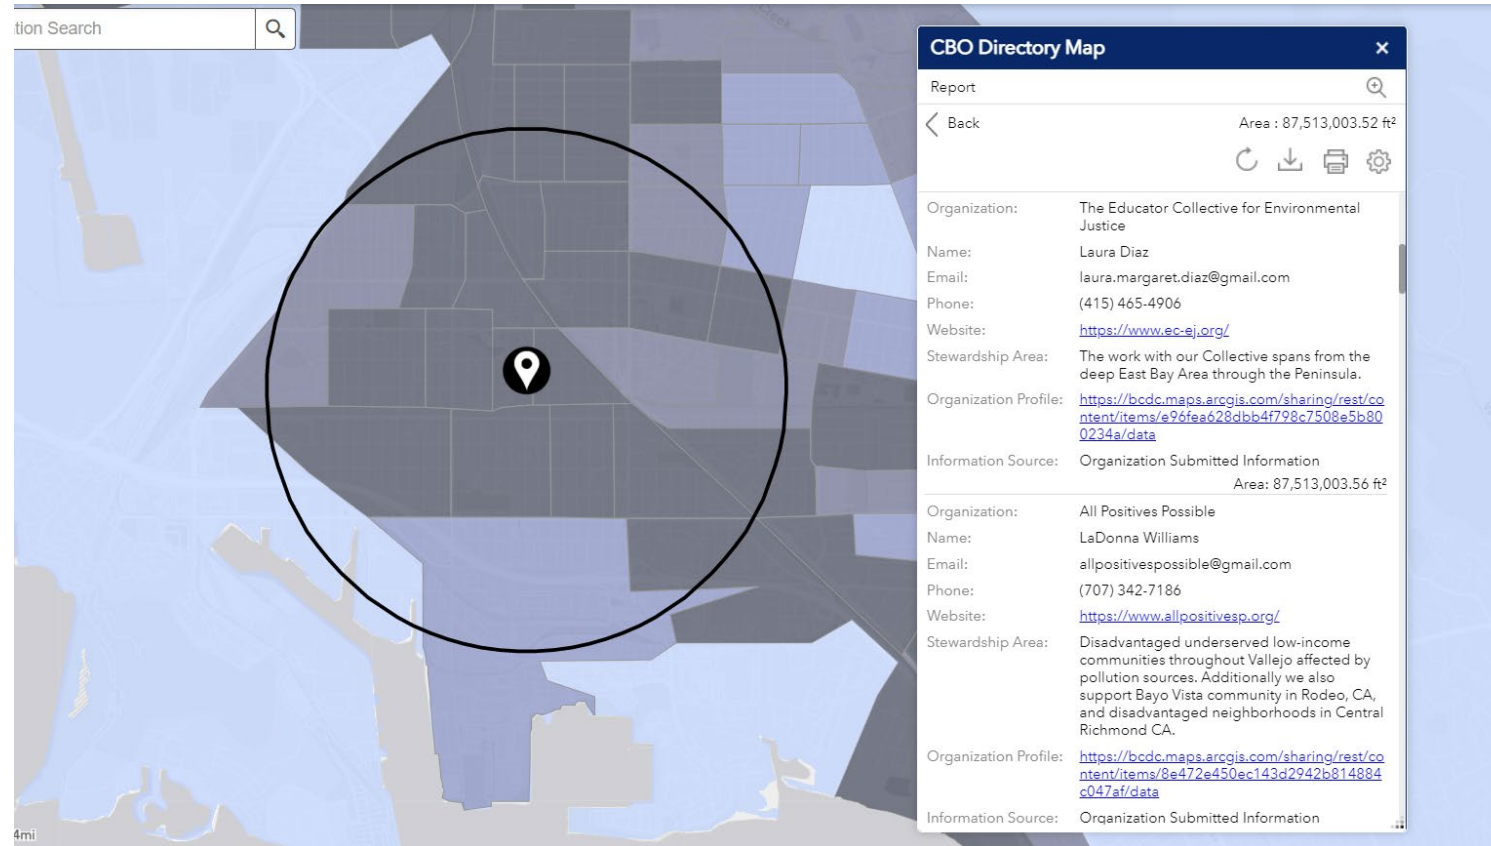 tion Search
Creek
CBO Directory Map
Report
Back
Area : 87,513,003.52 ft²
Organization: The Educator Collective for Environmental
Justice
Name: Laura Diaz
Email: laura.margaret.diaz@gmail.com
Phone: (415) 465-4906
Website: https://www.ec-ej.org/
Stewardship Area: The work with our Collective spans from the
deep East Bay Area through the Peninsula.
Organization Profile: https://bcdc.maps.arcgis.com/sharing/rest/co
ntent/items/e96fea628dbb4f798c7508e5b80
0234a/data
Information Source: Organization Submitted Information
Area: 87,513,003.56 ft²
Organization: All Positives Possible
Name: LaDonna Williams
Email: allpositivespossible@gmail.com
Phone: (707) 342-7186
Website: https://www.allpositivesp.org/
Stewardship Area: Disadvantaged underserved low-income
communities throughout Vallejo affected by
pollution sources. Additionally we also
support Bayo Vista community in Rodeo, CA,
and disadvantaged neighborhoods in Central
Richmond CA.
Organization Profile: https://bcdc.maps.arcgis.com/sharing/rest/co
ntent/items/8e472e450ec143d2942b814884
c047af/data
Information Source: Organization Submitted Information
4mi